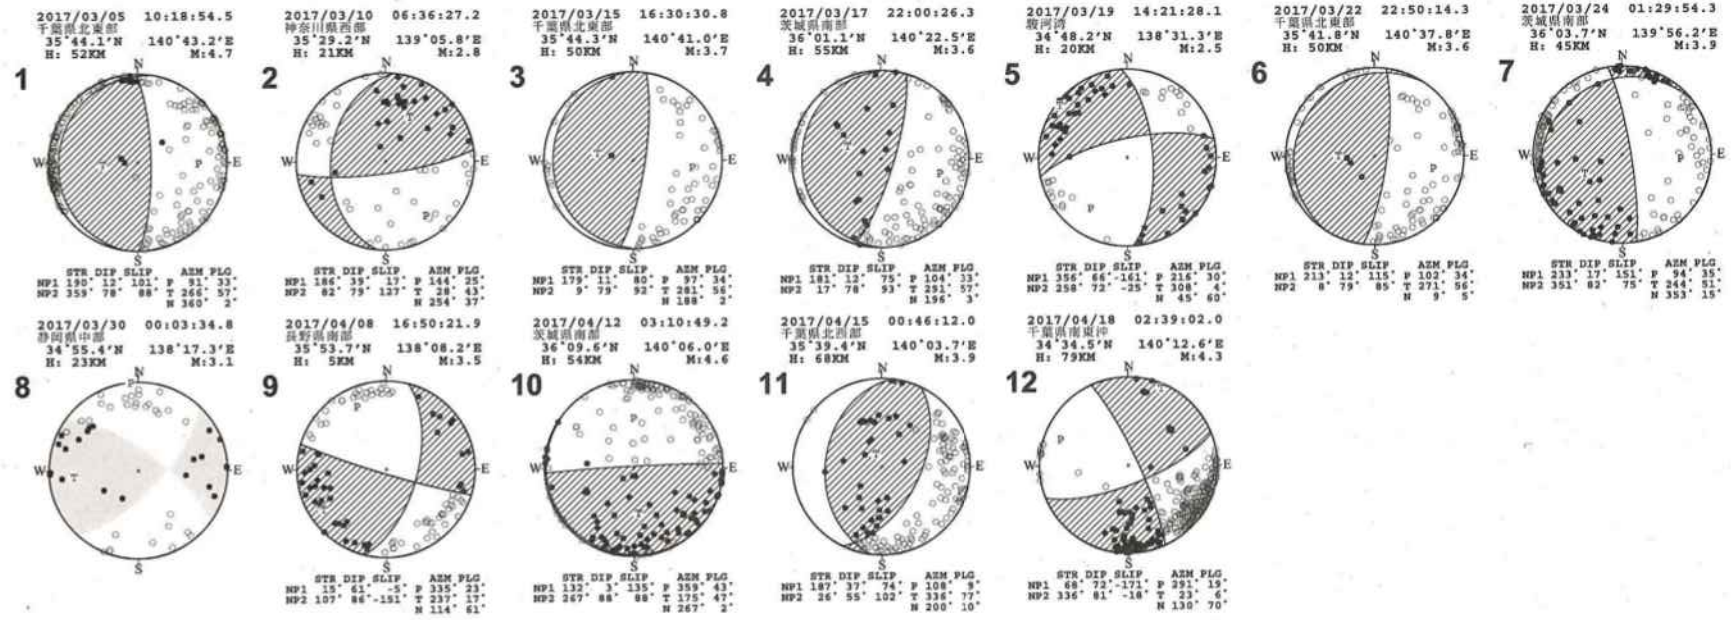 2017/03/05 10:18:54.5
千葉県北東部
35°44.1'N 140°43.2'E
H: 52KM M:4.7
1
N
W
T
P
E
S
STR DIP SLIP AZM PLG
NP1 190° 12° 101° P 91° 33°
NP2 359° 78° 88° T 266° 57°
N 360° 2°
2017/03/10 06:36:27.2
神奈川県西部
35°29.2'N 139°05.8'E
H: 21KM M:2.8
2
N
T
W
E
P
S
STR DIP SLIP AZM PLG
NP1 186° 39° 17° P 144° 25°
NP2 82° 79° 127° T 28° 43°
N 254° 37°
2017/03/15 16:30:30.8
千葉県北東部
35°44.3'N 140°41.0'E
H: 50KM M:3.7
3
N
W
T
P
E
S
STR DIP SLIP AZM PLG
NP1 179° 11° 80° P 97° 34°
NP2 9° 79° 92° T 281° 56°
N 188° 2°
2017/03/17 22:00:26.3
茨城県南部
36°01.1'N 140°22.5'E
H: 55KM M:3.6
4
N
T
W
P
E
S
STR DIP SLIP AZM PLG
NP1 181° 12° 75° P 104° 33°
NP2 17° 78° 93° T 291° 57°
N 196° 3°
2017/03/19 14:21:28.1
駿河湾
34°48.2'N 138°31.3'E
H: 20KM M:2.5
5
N
T
W
E
P
S
STR DIP SLIP AZM PLG
NP1 356° 66° -161° P 216° 30°
NP2 258° 72° -25° T 308° 4°
N 45° 60°
2017/03/22 22:50:14.3
千葉県北東部
35°41.8'N 140°37.8'E
H: 50KM M:3.6
6
N
W
T
P
E
S
STR DIP SLIP AZM PLG
NP1 213° 12° 115° P 102° 34°
NP2 8° 79° 85° T 271° 56°
N 9° 5°
2017/03/24 01:29:54.3
茨城県南部
36°03.7'N 139°56.2'E
H: 45KM M:3.9
7
N
W
P
E
T
S
STR DIP SLIP AZM PLG
NP1 233° 17° 151° P 94° 35°
NP2 351° 82° 75° T 244° 51°
N 353° 15°
2017/03/30 00:03:34.8
静岡県中部
34°55.4'N 138°17.3'E
H: 23KM M:3.1
8
N
P
W
T
E
S
2017/04/08 16:50:21.9
長野県南部
35°53.7'N 138°08.2'E
H: 5KM M:3.5
9
N
P
W
E
T
S
STR DIP SLIP AZM PLG
NP1 15° 61° -5° P 335° 23°
NP2 107° 86° -151° T 237° 17°
N 114° 61°
2017/04/12 03:10:49.2
茨城県南部
36°09.6'N 140°06.0'E
H: 54KM M:4.6
10
N
P
W
E
T
S
STR DIP SLIP AZM PLG
NP1 132° 3° 135° P 359° 43°
NP2 267° 88° 88° T 175° 47°
N 267° 2°
2017/04/15 00:46:12.0
千葉県北西部
35°39.4'N 140°03.7'E
H: 68KM M:3.9
11
N
T
W
E
P
S
STR DIP SLIP AZM PLG
NP1 187° 37° 74° P 108° 9°
NP2 26° 55° 102° T 336° 77°
N 200° 10°
2017/04/18 02:39:02.0
千葉県南東沖
34°34.5'N 140°12.6'E
H: 79KM M:4.3
12
N
P
W
E
S
STR DIP SLIP AZM PLG
NP1 68° 72° -171° P 291° 19°
NP2 336° 81° -18° T 23° 6°
N 130° 70°